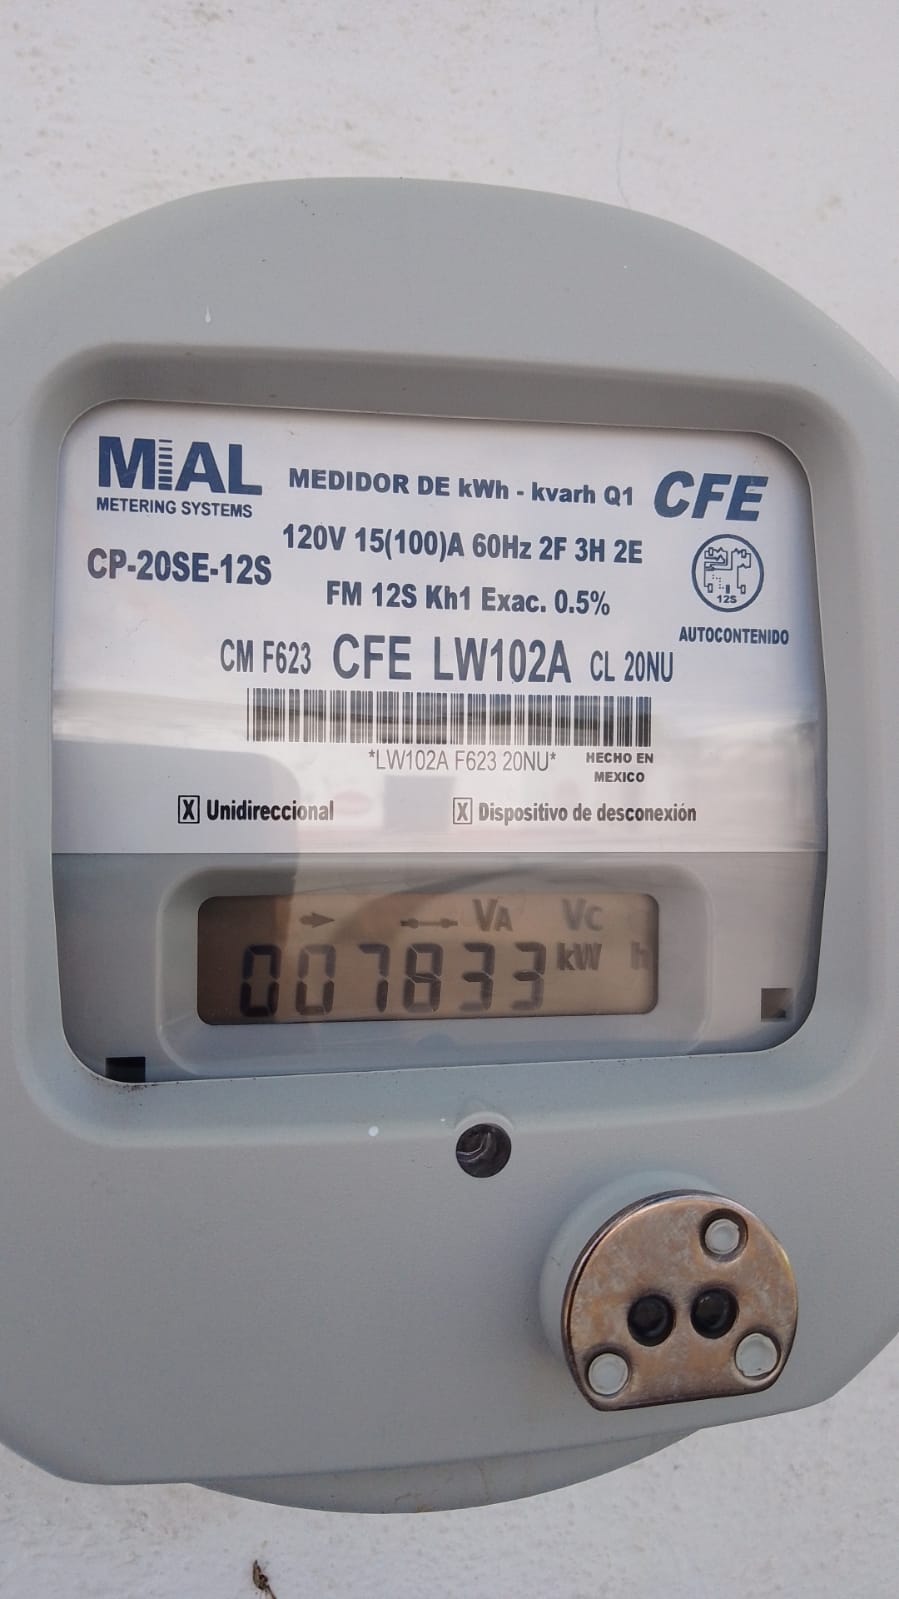 MIAL
METERING SYSTEMS
MEDIDOR DE kWh - kvarh Q1
CFE
CP-20SE-12S
120V 15(100)A 60Hz 2F 3H 2E
FM 12S Kh1 Exac. 0.5%
12S
AUTOCONTENIDO
CM F623 CFE LW102A CL 20NU
*LW102A F623 20NU*
HECHO EN
MEXICO
X Unidireccional
X Dispositivo de desconexión
VA VC
007833 kW h